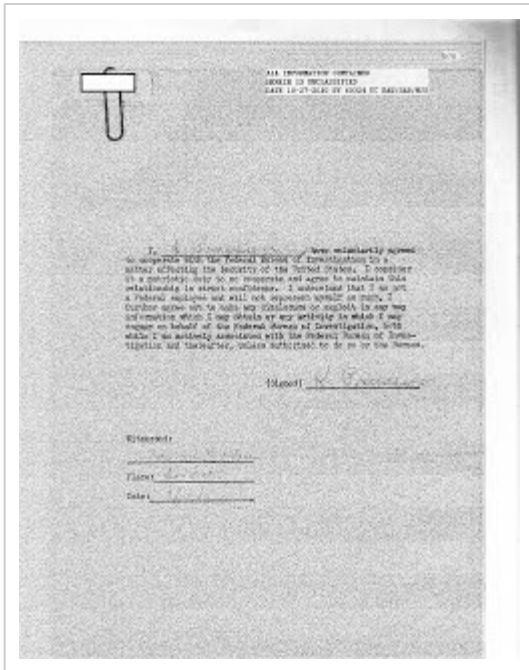 ALL INFORMATION CONTAINED
HEREIN IS UNCLASSIFIED
DATE 10-27-2010 BY
I, have voluntarily agreed
to cooperate with the Federal Bureau of Investigation in a
matter affecting the security of the United States. I consider
it a patriotic duty to so cooperate and agree to maintain this
relationship in strict confidence. I understand that I am not
a Federal employee and will not represent myself as such. I
further agree not to make any disclosure or exploit in any way
information which I may obtain or any activity in which I may
engage on behalf of the Federal Bureau of Investigation, both
while I am actively associated with the Federal Bureau of Inves-
tigation and thereafter, unless authorized to do so by the Bureau.
(Signed)
Witnessed:
Place:
Date: